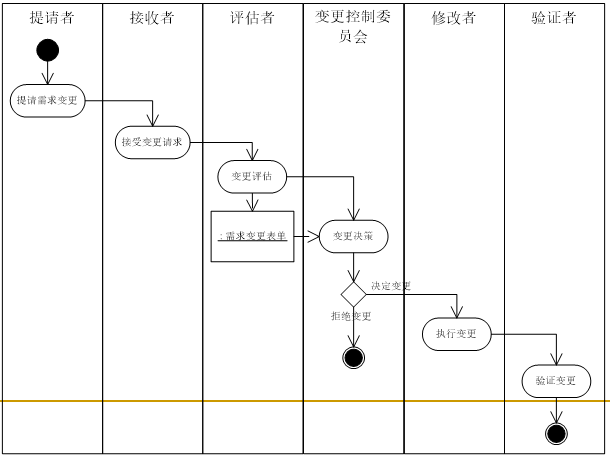 提请者
接收者
评估者
变更控制委
员会
修改者
验证者
提请需求变更
接受变更请求
变更评估
: 需求变更表单
变更决策
决定变更
拒绝变更
执行变更
验证变更